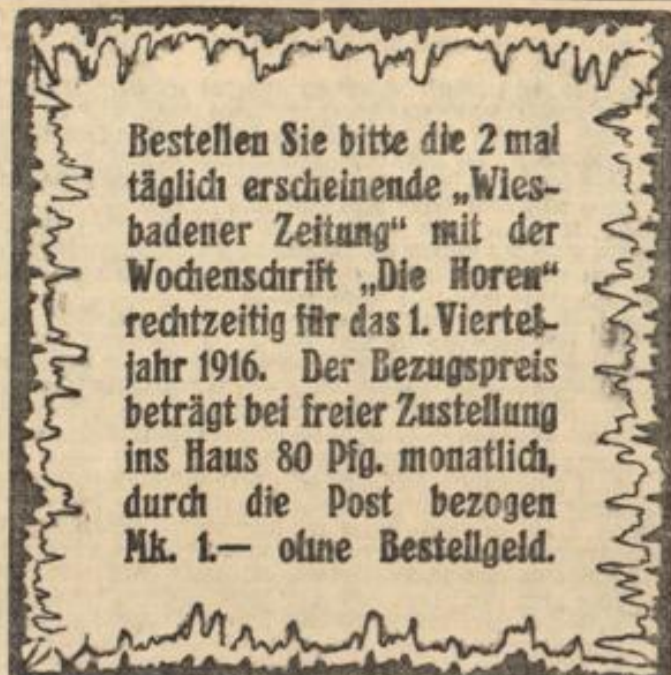 Bestellen Sie bitte die 2 mal
täglich erscheinende „Wies-
badener Zeitung“ mit der
Wochenschrift „Die Horen“
rechtzeitig für das 1. Viertel-
jahr 1916. Der Bezugspreis
beträgt bei freier Zustellung
ins Haus 80 Pfg. monatlich,
durch die Post bezogen
Mk. 1.— ohne Bestellgeld.